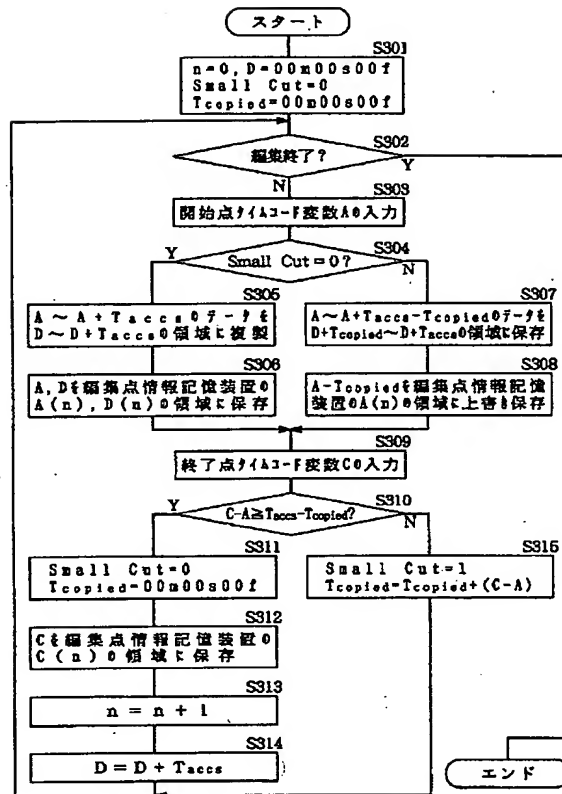 スタート
S301
n=0, D=00m00s00f
Small Cut=0
Tcopied=00m00s00f
S302
編集終了?
Y
N
S303
開始点タイムコード変数Aの入力
S304
Y
Small Cut=0?
N
S305
A～A+Taccsのデータを
D～D+Taccsの領域に複製
S307
A～A+Taccs-Tcopiedのデータを
D+Tcopied～D+Taccsの領域に保存
S306
A,Dを編集点情報記憶装置の
A(n),D(n)の領域に保存
S308
A-Tcopiedを編集点情報記憶
装置のA(n)の領域に上書き保存
S309
終了点タイムコード変数Cの入力
S310
Y
C-A≧Taccs-Tcopied?
N
S311
Small Cut=0
Tcopied=00m00s00f
S315
Small Cut=1
Tcopied=Tcopied+(C-A)
S312
Cを編集点情報記憶装置の
C(n)の領域に保存
S313
n=n+1
S314
D=D+Taccs
エンド